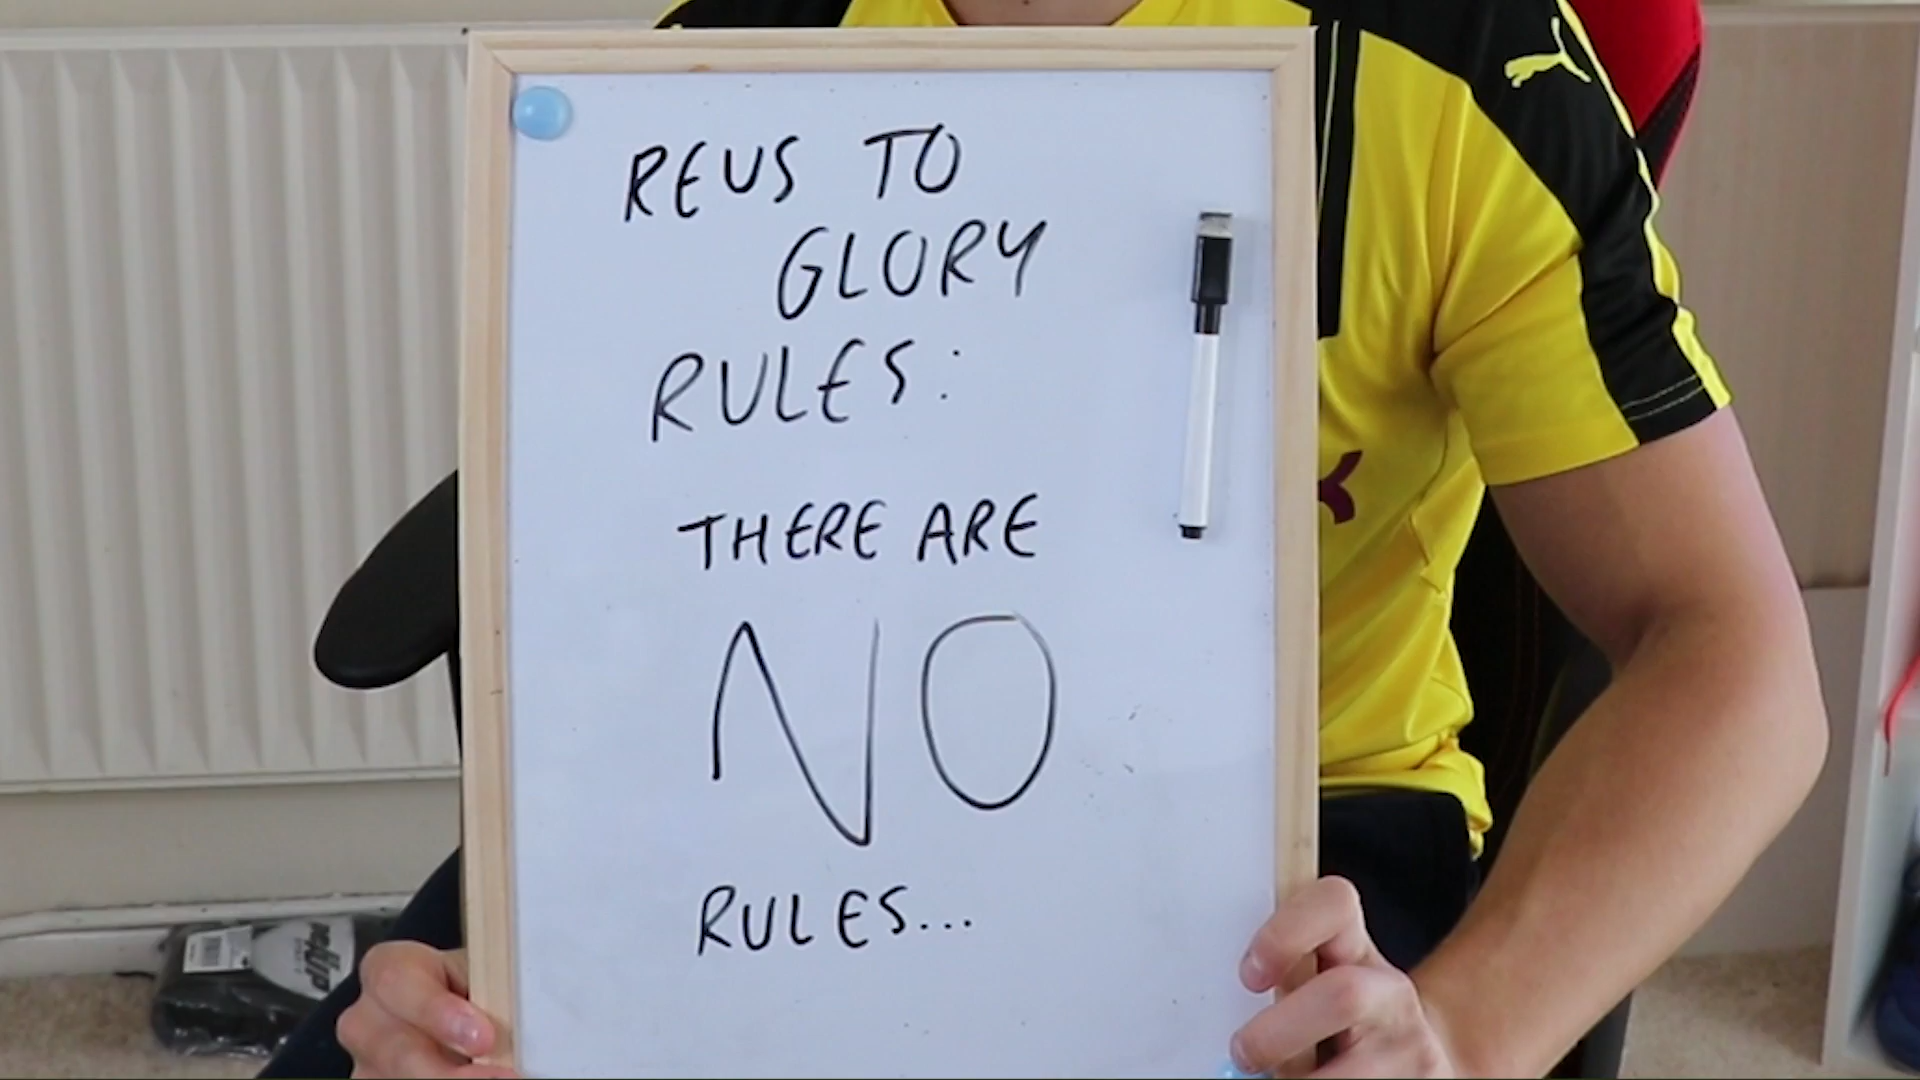 REUS TO
GLORY
RULES:
THERE ARE
NO
RULES...